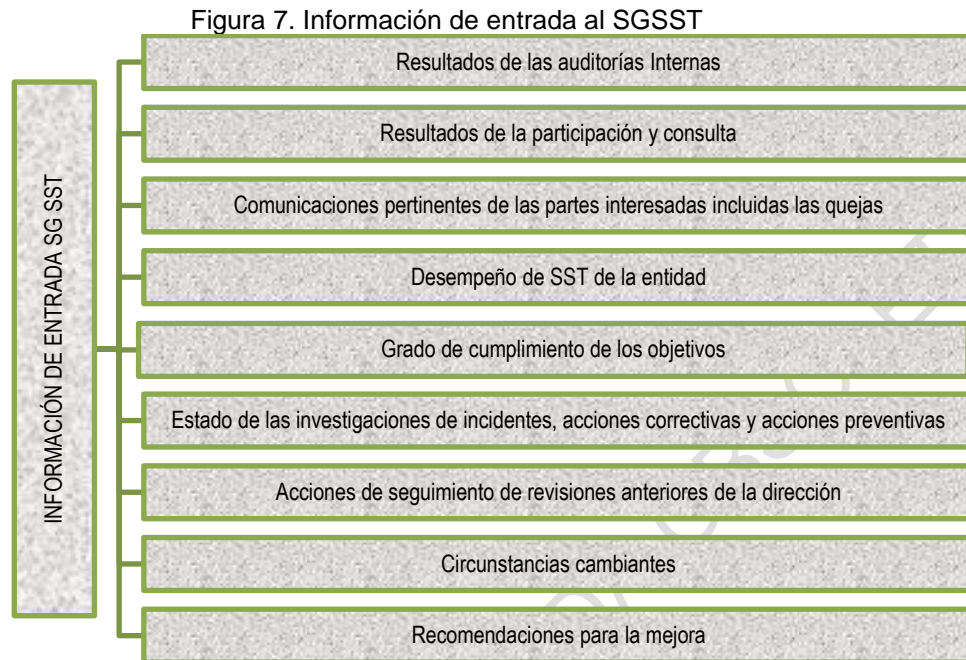 Figura 7. Información de entrada al SGSST
INFORMACIÓN DE ENTRADA SG SST
Resultados de las auditorías Internas
Resultados de la participación y consulta
Comunicaciones pertinentes de las partes interesadas incluidas las quejas
Desempeño de SST de la entidad
Grado de cumplimiento de los objetivos
Estado de las investigaciones de incidentes, acciones correctivas y acciones preventivas
Acciones de seguimiento de revisiones anteriores de la dirección
Circunstancias cambiantes
Recomendaciones para la mejora